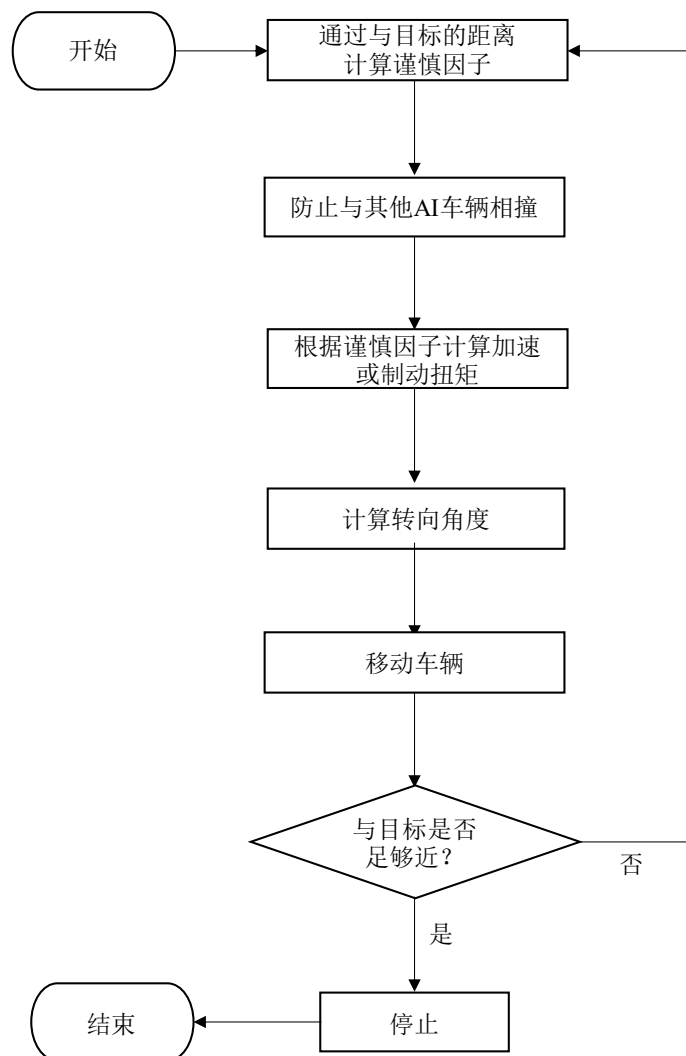 开始
通过与目标的距离
计算谨慎因子
防止与其他AI车辆相撞
根据谨慎因子计算加速
或制动扭矩
计算转向角度
移动车辆
与目标是否
足够近？
否
是
停止
结束